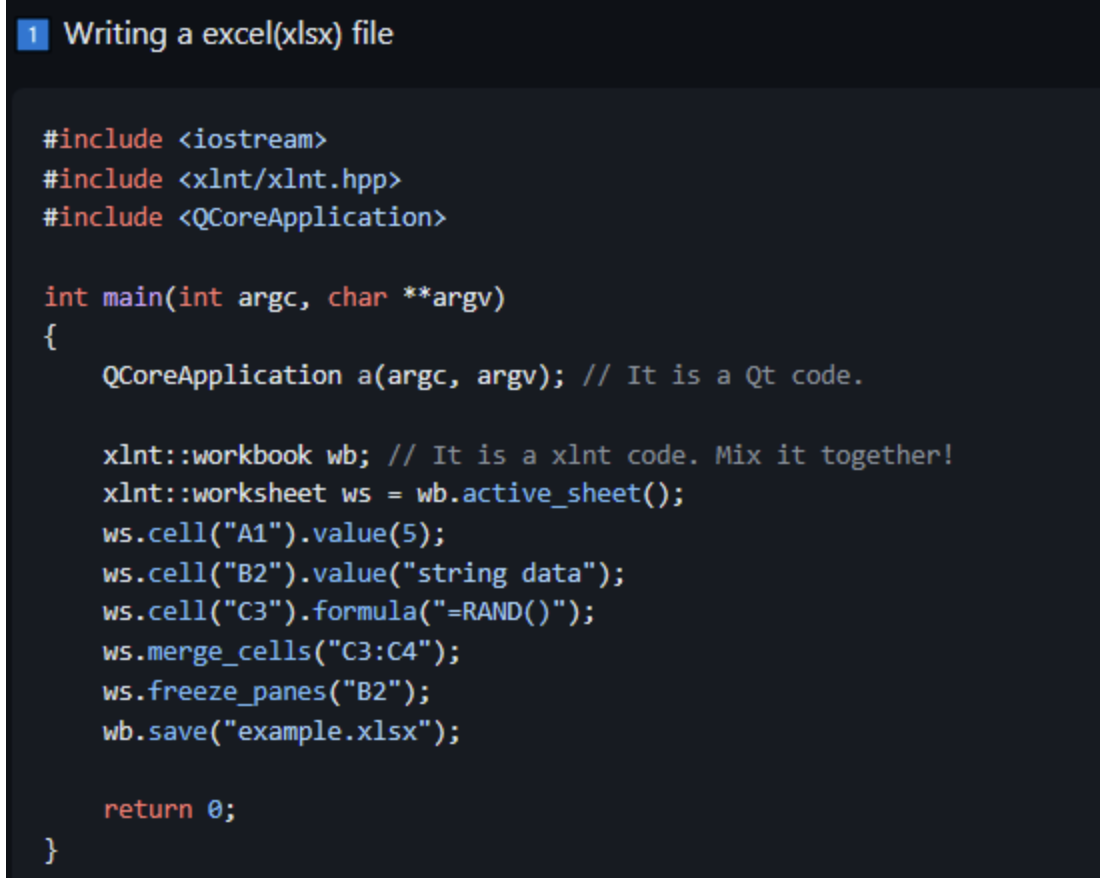 1 Writing a excel(xlsx) file
#include <iostream>
#include <xlnt/xlnt.hpp>
#include <QCoreApplication>
int main(int argc, char **argv)
{
    QCoreApplication a(argc, argv); // It is a Qt code.
    xlnt::workbook wb; // It is a xlnt code. Mix it together!
    xlnt::worksheet ws = wb.active_sheet();
    ws.cell("A1").value(5);
    ws.cell("B2").value("string data");
    ws.cell("C3").formula("=RAND()");
    ws.merge_cells("C3:C4");
    ws.freeze_panes("B2");
    wb.save("example.xlsx");
    return 0;
}